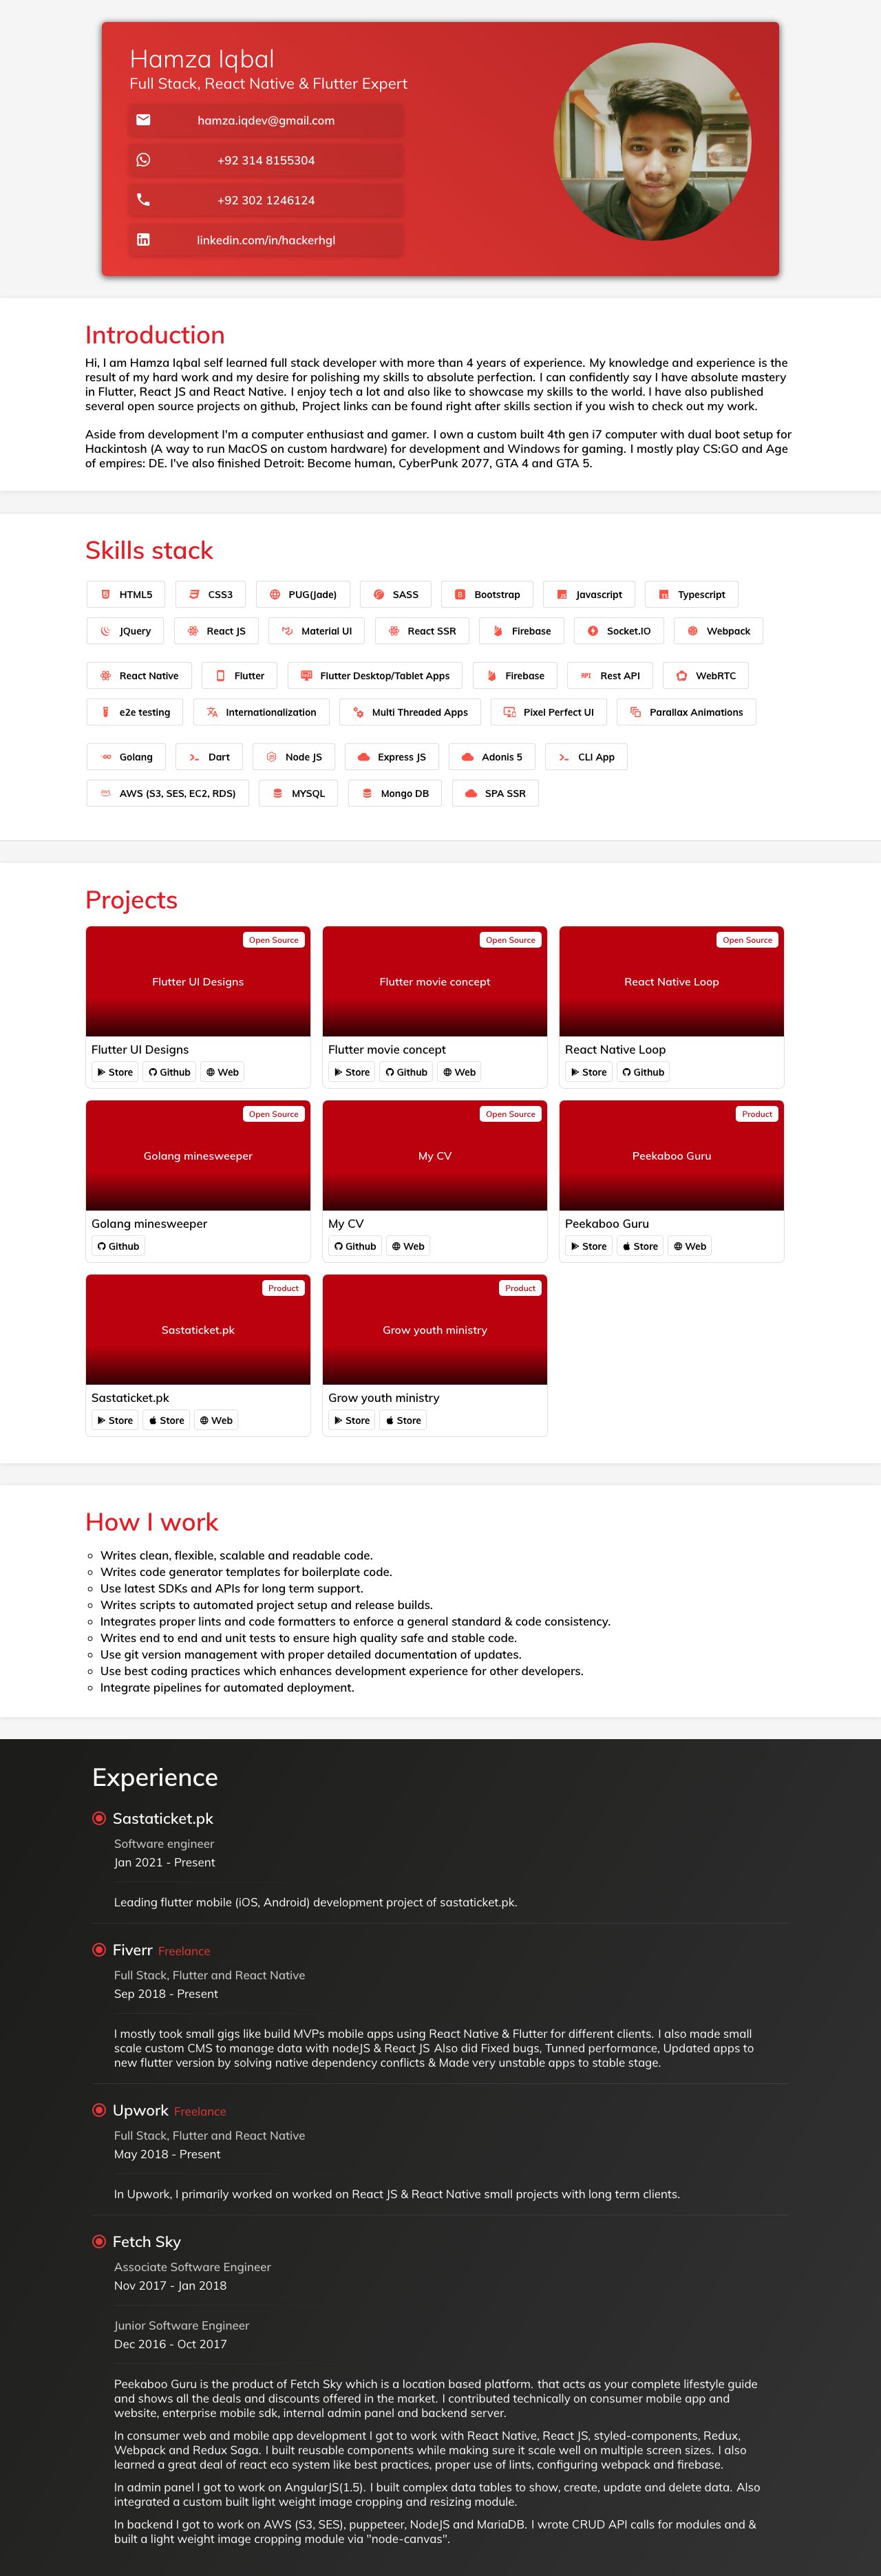 Hamza Iqbal
Full Stack, React Native & Flutter Expert
hamza.iqdev@gmail.com
+92 314 8155304
+92 302 1246124
linkedin.com/in/hackerhgl
Introduction
Hi, I am Hamza Iqbal self learned full stack developer with more than 4 years of experience. My knowledge and experience is the
result of my hard work and my desire for polishing my skills to absolute perfection. I can confidently say I have absolute mastery
in Flutter, React JS and React Native. I enjoy tech a lot and also like to showcase my skills to the world. I have also published
several open source projects on github, Project links can be found right after skills section if you wish to check out my work.
Aside from development I'm a computer enthusiast and gamer. I own a custom built 4th gen i7 computer with dual boot setup for
Hackintosh (A way to run MacOS on custom hardware) for development and Windows for gaming. I mostly play CS:GO and Age
of empires: DE. I've also finished Detroit: Become human, CyberPunk 2077, GTA 4 and GTA 5.
Skills stack
HTML5 CSS3 PUG(Jade) SASS Bootstrap Javascript Typescript
JQuery React JS Material UI React SSR Firebase Socket.IO Webpack
React Native Flutter Flutter Desktop/Tablet Apps Firebase Rest API WebRTC
e2e testing Internationalization Multi Threaded Apps Pixel Perfect UI Parallax Animations
Golang Dart Node JS Express JS Adonis 5 CLI App
AWS (S3, SES, EC2, RDS) MYSQL Mongo DB SPA SSR
Projects
Open Source Open Source Open Source
Flutter UI Designs Flutter movie concept React Native Loop
Flutter UI Designs Flutter movie concept React Native Loop
Store Github Web Store Github Web Store Github
Open Source Open Source Product
Golang minesweeper My CV Peekaboo Guru
Golang minesweeper My CV Peekaboo Guru
Github Github Web Store Store Web
Product Product
Sastaticket.pk Grow youth ministry
Sastaticket.pk Grow youth ministry
Store Store Web Store Store
How I work
Writes clean, flexible, scalable and readable code.
Writes code generator templates for boilerplate code.
Use latest SDKs and APIs for long term support.
Writes scripts to automated project setup and release builds.
Integrates proper lints and code formatters to enforce a general standard & code consistency.
Writes end to end and unit tests to ensure high quality safe and stable code.
Use git version management with proper detailed documentation of updates.
Use best coding practices which enhances development experience for other developers.
Integrate pipelines for automated deployment.
Experience
Sastaticket.pk
Software engineer
Jan 2021 - Present
Leading flutter mobile (iOS, Android) development project of sastaticket.pk.
Fiverr Freelance
Full Stack, Flutter and React Native
Sep 2018 - Present
I mostly took small gigs like build MVPs mobile apps using React Native & Flutter for different clients. I also made small
scale custom CMS to manage data with nodeJS & React JS Also did Fixed bugs, Tunned performance, Updated apps to
new flutter version by solving native dependency conflicts & Made very unstable apps to stable stage.
Upwork Freelance
Full Stack, Flutter and React Native
May 2018 - Present
In Upwork, I primarily worked on worked on React JS & React Native small projects with long term clients.
Fetch Sky
Associate Software Engineer
Nov 2017 - Jan 2018
Junior Software Engineer
Dec 2016 - Oct 2017
Peekaboo Guru is the product of Fetch Sky which is a location based platform. that acts as your complete lifestyle guide
and shows all the deals and discounts offered in the market. I contributed technically on consumer mobile app and
website, enterprise mobile sdk, internal admin panel and backend server.
In consumer web and mobile app development I got to work with React Native, React JS, styled-components, Redux,
Webpack and Redux Saga. I built reusable components while making sure it scale well on multiple screen sizes. I also
learned a great deal of react eco system like best practices, proper use of lints, configuring webpack and firebase.
In admin panel I got to work on AngularJS(1.5). I built complex data tables to show, create, update and delete data. Also
integrated a custom built light weight image cropping and resizing module.
In backend I got to work on AWS (S3, SES), puppeteer, NodeJS and MariaDB. I wrote CRUD API calls for modules and &
built a light weight image cropping module via "node-canvas".